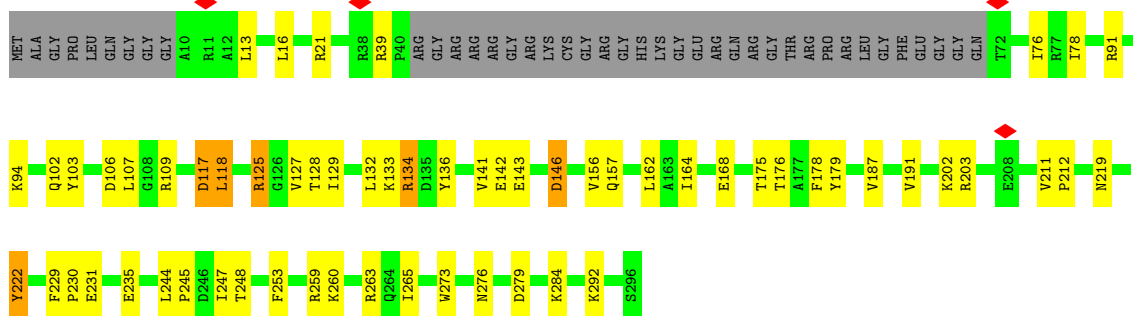 MET ALA GLY PRO LEU GLN GLY GLY GLY A10 R11 A12 L13 L16 R21 R38 R39 P40 ARG GLY ARG ARG ARG GLY ARG LYS CYS GLY ARG GLY HIS LYS GLY GLU ARG GLN ARG GLY THR ARG PRO ARG LEU GLY PHE GLU GLY GLY GLN T72 I76 R77 I78 R91
K94 Q102 Y103 D106 L107 G108 R109 D117 L118 R125 G126 V127 T128 I129 L132 K133 R134 D135 Y136 V141 E142 E143 D146 V156 Q157 L162 A163 I164 E168 T175 T176 A177 F178 Y179 V187 V191 K202 R203 E208 V211 P212 N219
Y222 F229 P230 E231 E235 L244 P245 D246 I247 T248 F253 R259 K260 R263 Q264 I265 W273 N276 D279 K284 K292 S296